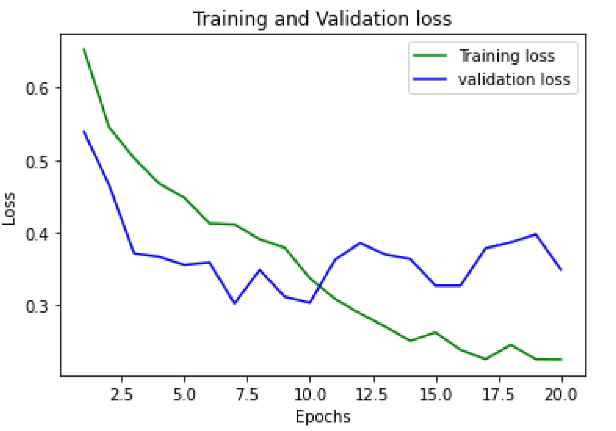 Training and Validation loss
Training loss
validation loss
0.6
0.5
0.4
0.3
Loss
2.5 5.0 7.5 10.0 12.5 15.0 17.5 20.0
Epochs